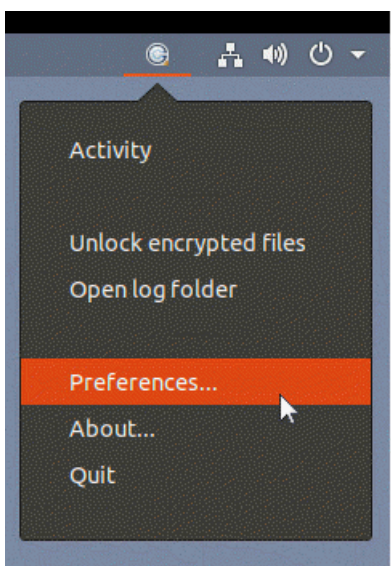 Activity
Unlock encrypted files
Open log folder
Preferences...
About...
Quit